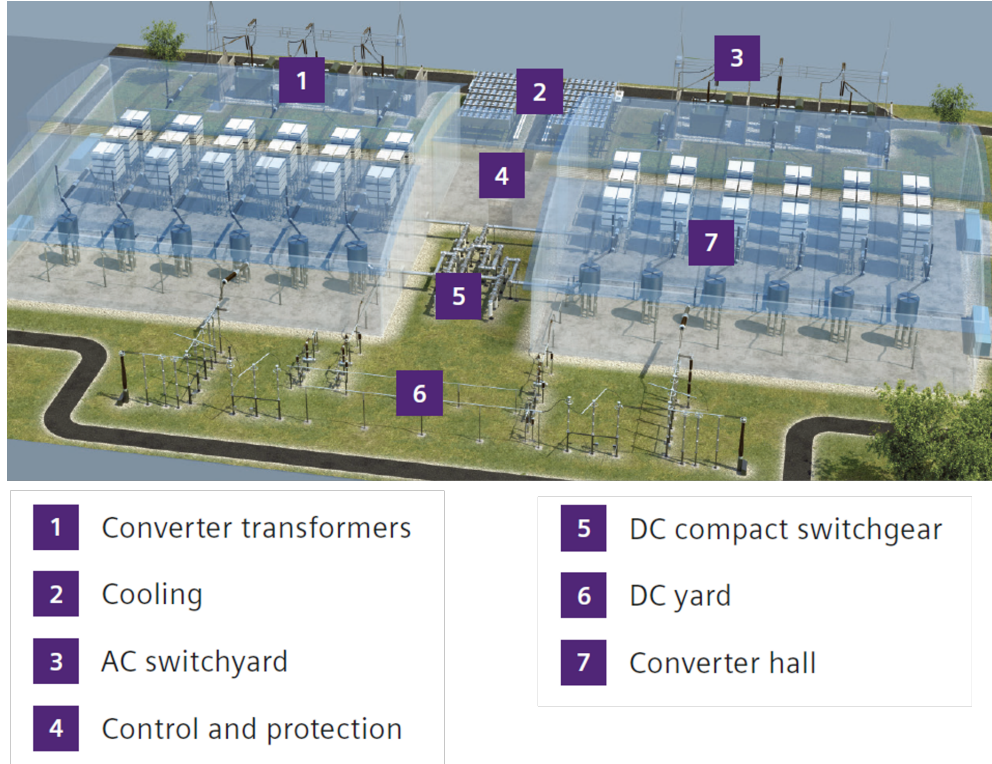 1
2
3
4
5
6
7
1 Converter transformers
2 Cooling
3 AC switchyard
4 Control and protection
5 DC compact switchgear
6 DC yard
7 Converter hall